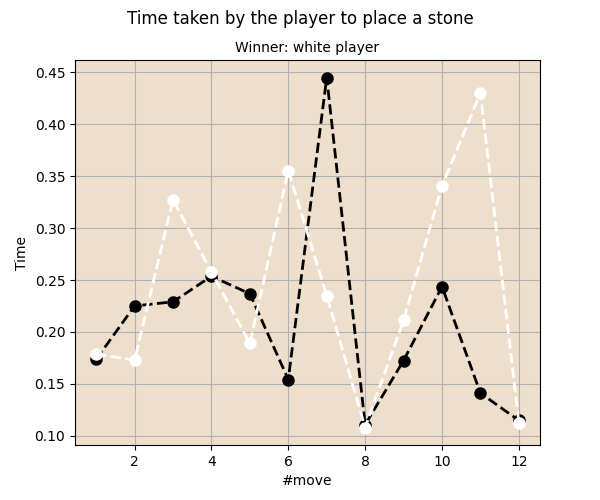 Time taken by the player to place a stone
Winner: white player
0.45
0.40
0.35
0.30
0.25
0.20
0.15
0.10
Time
2 4 6 8 10 12
#move